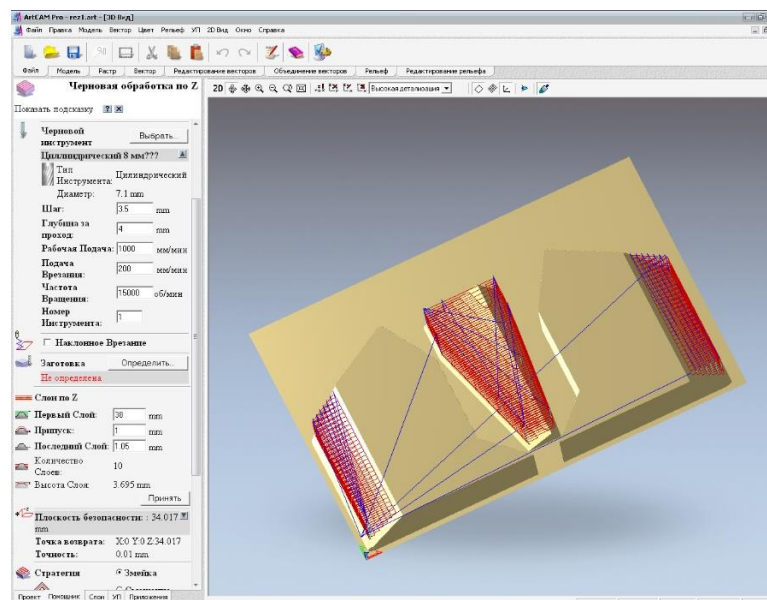 ArtCAM Pro - rez1.art - [3D Вид]
Файл Правка Модель Вектор Цвет Рельеф УП 2D Вид Окно Справка
Файл Модель Растр Вектор Редактирование векторов Объединение векторов Рельеф Редактирование рельефа
Черновая обработка по Z
2D Высокая детализация
Показать подсказку
Черновой инструмент Выбрать...
Циллиндрический 8 мм???
Тип Инструмента: Цилиндрический
Диаметр: 7.1 mm
Шаг: 3.5 mm
Глубина за проход: 4 mm
Рабочая Подача: 1000 мм/мин
Подача Врезания: 200 мм/мин
Частота Вращения: 15000 об/мин
Номер Инструмента: 1
Наклонное Врезание
Заготовка Определить...
Не определена
Слои по Z
Первый Слой: 30 mm
Припуск: 1 mm
Последний Слой: 1.05 mm
Количество Слоев: 10
Высота Слоя: 3.695 mm
Принять
Плоскость безопасности: : 34.017 mm
Точка возврата: X:0 Y:0 Z:34.017
Точность: 0.01 mm
Стратегия Змейка
Проект Помощник Слои УП Приложения